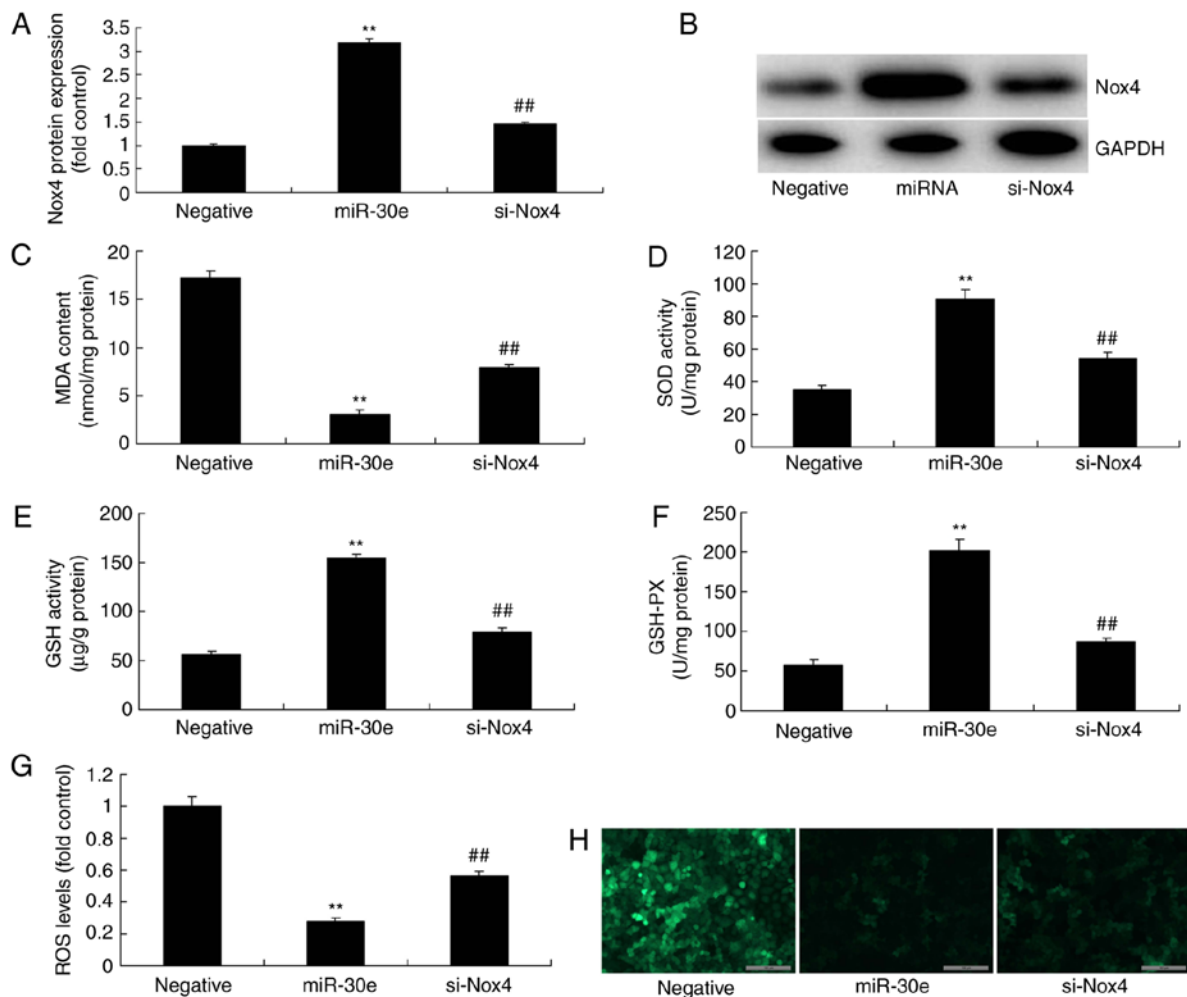 A
Nox4 protein expression
(fold control)
3.5
3
2.5
2
1.5
1
0.5
0
**
##
Negative
miR-30e
si-Nox4
B
Nox4
GAPDH
Negative
miRNA
si-Nox4
C
MDA content
(nmol/mg protein)
20
15
10
5
0
**
##
Negative
miR-30e
si-Nox4
D
SOD activity
(U/mg protein)
120
100
80
60
40
20
0
**
##
Negative
miR-30e
si-Nox4
E
GSH activity
(µg/g protein)
200
150
100
50
0
**
##
Negative
miR-30e
si-Nox4
F
GSH-PX
(U/mg protein)
250
200
150
100
50
0
**
##
Negative
miR-30e
si-Nox4
G
ROS levels (fold control)
1.2
1
0.8
0.6
0.4
0.2
0
**
##
Negative
miR-30e
si-Nox4
H
Negative
miR-30e
si-Nox4